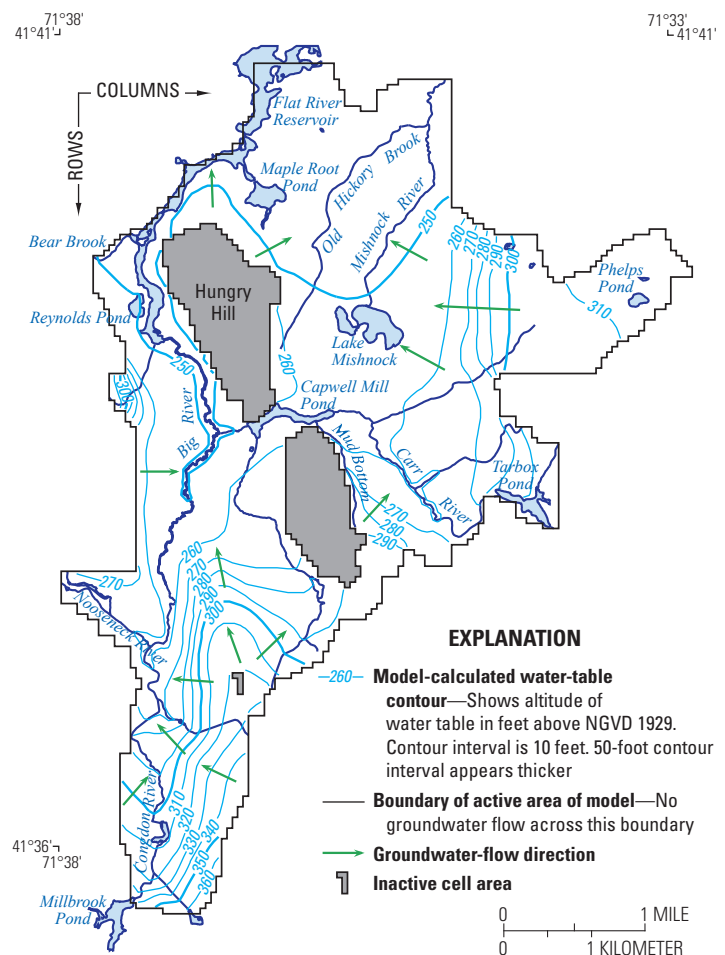 71°38'
41°41'
71°33'
41°41'
COLUMNS
ROWS
Flat River
Reservoir
Maple Root
Pond
Old Hickory Brook
Mishnock River
Bear Brook
250
260
270
280
290
300
Hungry
Hill
Phelps
Pond
310
Reynolds Pond
Lake
Mishnock
250
260
300
Capwell Mill
Pond
Big River
Mud Bottom
Carr River
Tarbox
Pond
270
280
290
260
270
280
290
300
270
Nooseneck River
EXPLANATION
260 Model-calculated water-table
contour—Shows altitude of
water table in feet above NGVD 1929.
Contour interval is 10 feet. 50-foot contour
interval appears thicker
Boundary of active area of model—No
groundwater flow across this boundary
Groundwater-flow direction
Inactive cell area
Congdon River
310
320
330
340
350
360
41°36'
71°38'
Millbrook
Pond
0 1 MILE
0 1 KILOMETER